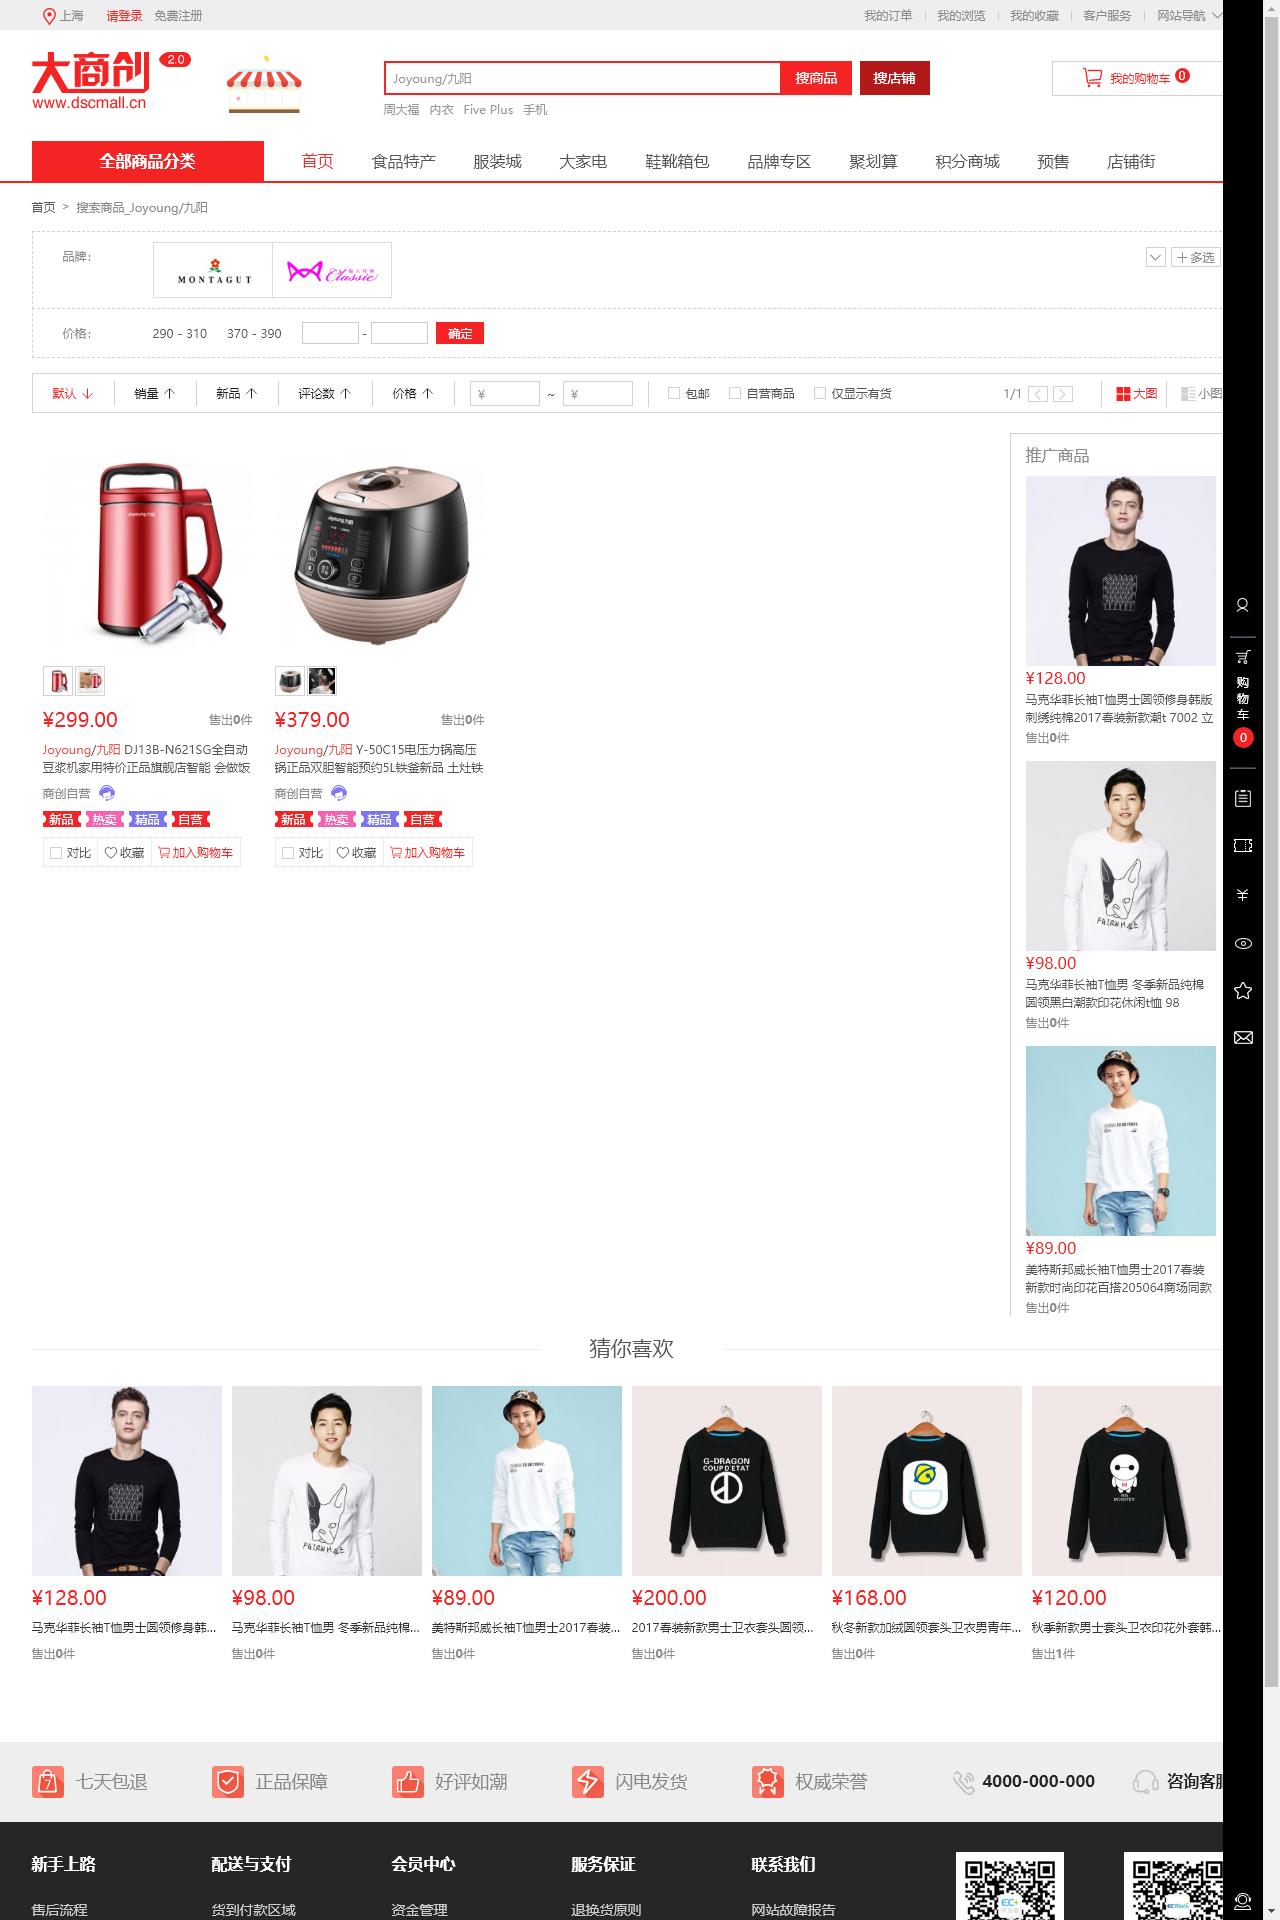 上海 请登录 免费注册 我的订单 我的浏览 我的收藏 客户服务 网站导航
大商创 2.0
www.dscmall.cn
Joyoung/九阳 搜商品 搜店铺 我的购物车 0
周大福 内衣 Five Plus 手机
全部商品分类 首页 食品特产 服装城 大家电 鞋靴箱包 品牌专区 聚划算 积分商城 预售 店铺街
首页 > 搜索商品_Joyoung/九阳
品牌： MONTAGUT Classic 多选
价格： 290 - 310 370 - 390 - 确定
默认 销量 新品 评论数 价格 ¥ ~ ¥ 包邮 自营商品 仅显示有货 1/1 大图 小图
推广商品
¥128.00
马克华菲长袖T恤男士圆领修身韩版
刺绣纯棉2017春装新款潮t 7002 立
售出0件
¥98.00
马克华菲长袖T恤男 冬季新品纯棉
圆领黑白潮款印花休闲t恤 98
售出0件
¥89.00
美特斯邦威长袖T恤男士2017春装
新款时尚印花百搭205064商场同款
售出0件
¥299.00 售出0件
Joyoung/九阳 DJ13B-N621SG全自动
豆浆机家用特价正品旗舰店智能 会做饭
商创自营
新品 热卖 精品 自营
对比 收藏 加入购物车
¥379.00 售出0件
Joyoung/九阳 Y-50C15电压力锅高压
锅正品双胆智能预约5L铁釜新品 土灶铁
商创自营
新品 热卖 精品 自营
对比 收藏 加入购物车
购
物
车
0
猜你喜欢
G-DRAGON
COUP D'ETAT
¥128.00 ¥98.00 ¥89.00 ¥200.00 ¥168.00 ¥120.00
马克华菲长袖T恤男士圆领修身韩... 马克华菲长袖T恤男 冬季新品纯棉... 美特斯邦威长袖T恤男士2017春装... 2017春装新款男士卫衣套头圆领... 秋冬新款加绒圆领套头卫衣男青年... 秋季新款男士套头卫衣印花外套韩...
售出0件 售出0件 售出0件 售出0件 售出0件 售出1件
七天包退 正品保障 好评如潮 闪电发货 权威荣誉 4000-000-000 咨询客服
新手上路 配送与支付 会员中心 服务保证 联系我们
售后流程 货到付款区域 资金管理 退换货原则 网站故障报告